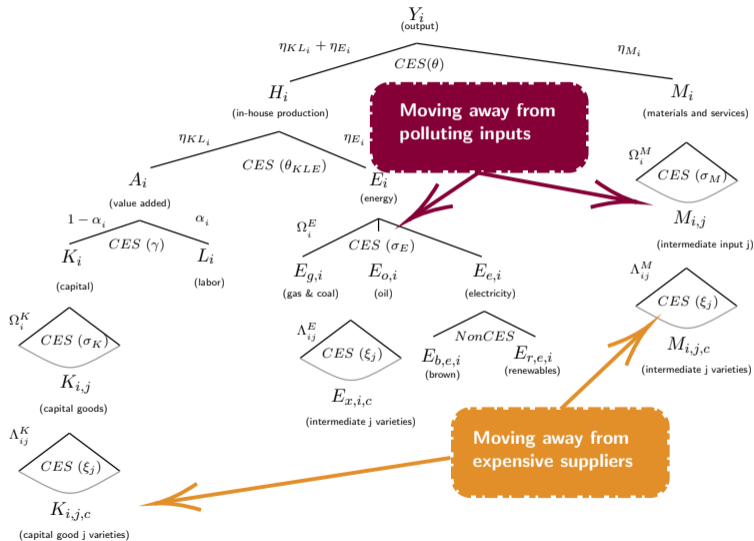 Y_i
(output)
η_{KL_i} + η_{E_i}
η_{M_i}
CES(θ)
H_i
(in-house production)
M_i
(materials and services)
Moving away from
polluting inputs
η_{KL_i}
η_{E_i}
CES (θ_{KLE})
A_i
(value added)
E_i
(energy)
Ω_i^M
CES (σ_M)
M_{i,j}
(intermediate input j)
1 − α_i
α_i
CES (γ)
K_i
(capital)
L_i
(labor)
Ω_i^E
CES (σ_E)
E_{g,i}
(gas & coal)
E_{o,i}
(oil)
E_{e,i}
(electricity)
Λ_{ij}^M
CES (ξ_j)
M_{i,j,c}
(intermediate j varieties)
Ω_i^K
CES (σ_K)
K_{i,j}
(capital goods)
Λ_{ij}^E
CES (ξ_j)
E_{x,i,c}
(intermediate j varieties)
NonCES
E_{b,e,i}
(brown)
E_{r,e,i}
(renewables)
Moving away from
expensive suppliers
Λ_{ij}^K
CES (ξ_j)
K_{i,j,c}
(capital good j varieties)